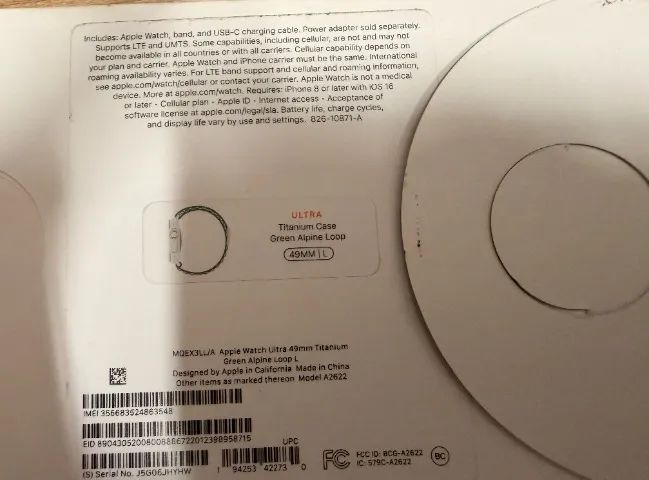 Includes: Apple Watch, band, and USB-C charging cable. Power adapter sold separately.
Supports LTE and UMTS. Some capabilities, including cellular, are not and may not
become available in all countries or with all carriers. Cellular capability depends on
your plan and carrier. Apple Watch and iPhone carrier must be the same. International
roaming availability varies. For LTE band support and cellular and roaming information,
see apple.com/watch/cellular or contact your carrier. Apple Watch is not a medical
device. More at apple.com/watch. Requires: iPhone 8 or later with iOS 16
or later - Cellular plan - Apple ID - Internet access - Acceptance of
software license at apple.com/legal/sla. Battery life, charge cycles,
and display life vary by use and settings. 826-10871-A
ULTRA
Titanium Case
Green Alpine Loop
49MM | L
MQEX3LL/A Apple Watch Ultra 49mm Titanium
Green Alpine Loop L
Designed by Apple in California Made in China
Other items as marked thereon Model A2622
IMEI 356683924863548
EID 89043052008008886722012398958715
UPC
(S) Serial No. J5G06JHYHW
1 94253 42273 0
FC FCC ID: BCG-A2622
IC: 579C-A2622
BC